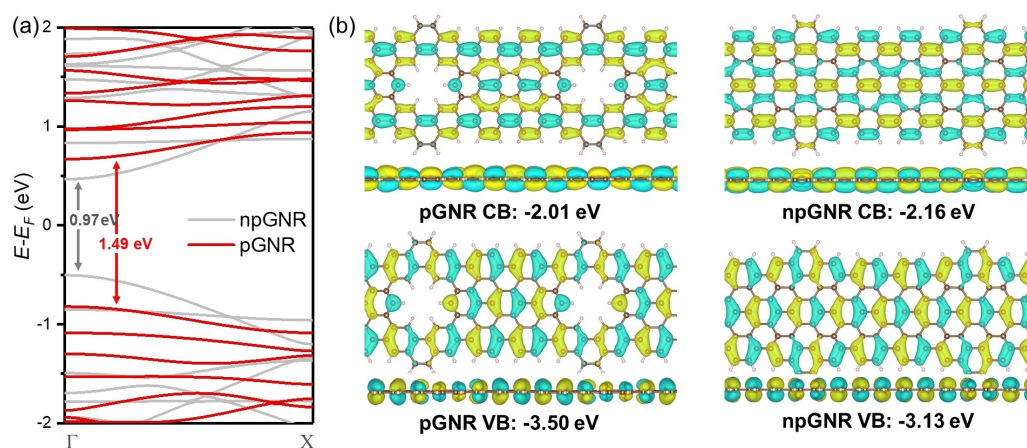 (a)
2
1
0
-1
-2
E-E_F (eV)
0.97eV
1.49 eV
npGNR
pGNR
Γ
X
(b)
pGNR CB: -2.01 eV
npGNR CB: -2.16 eV
pGNR VB: -3.50 eV
npGNR VB: -3.13 eV